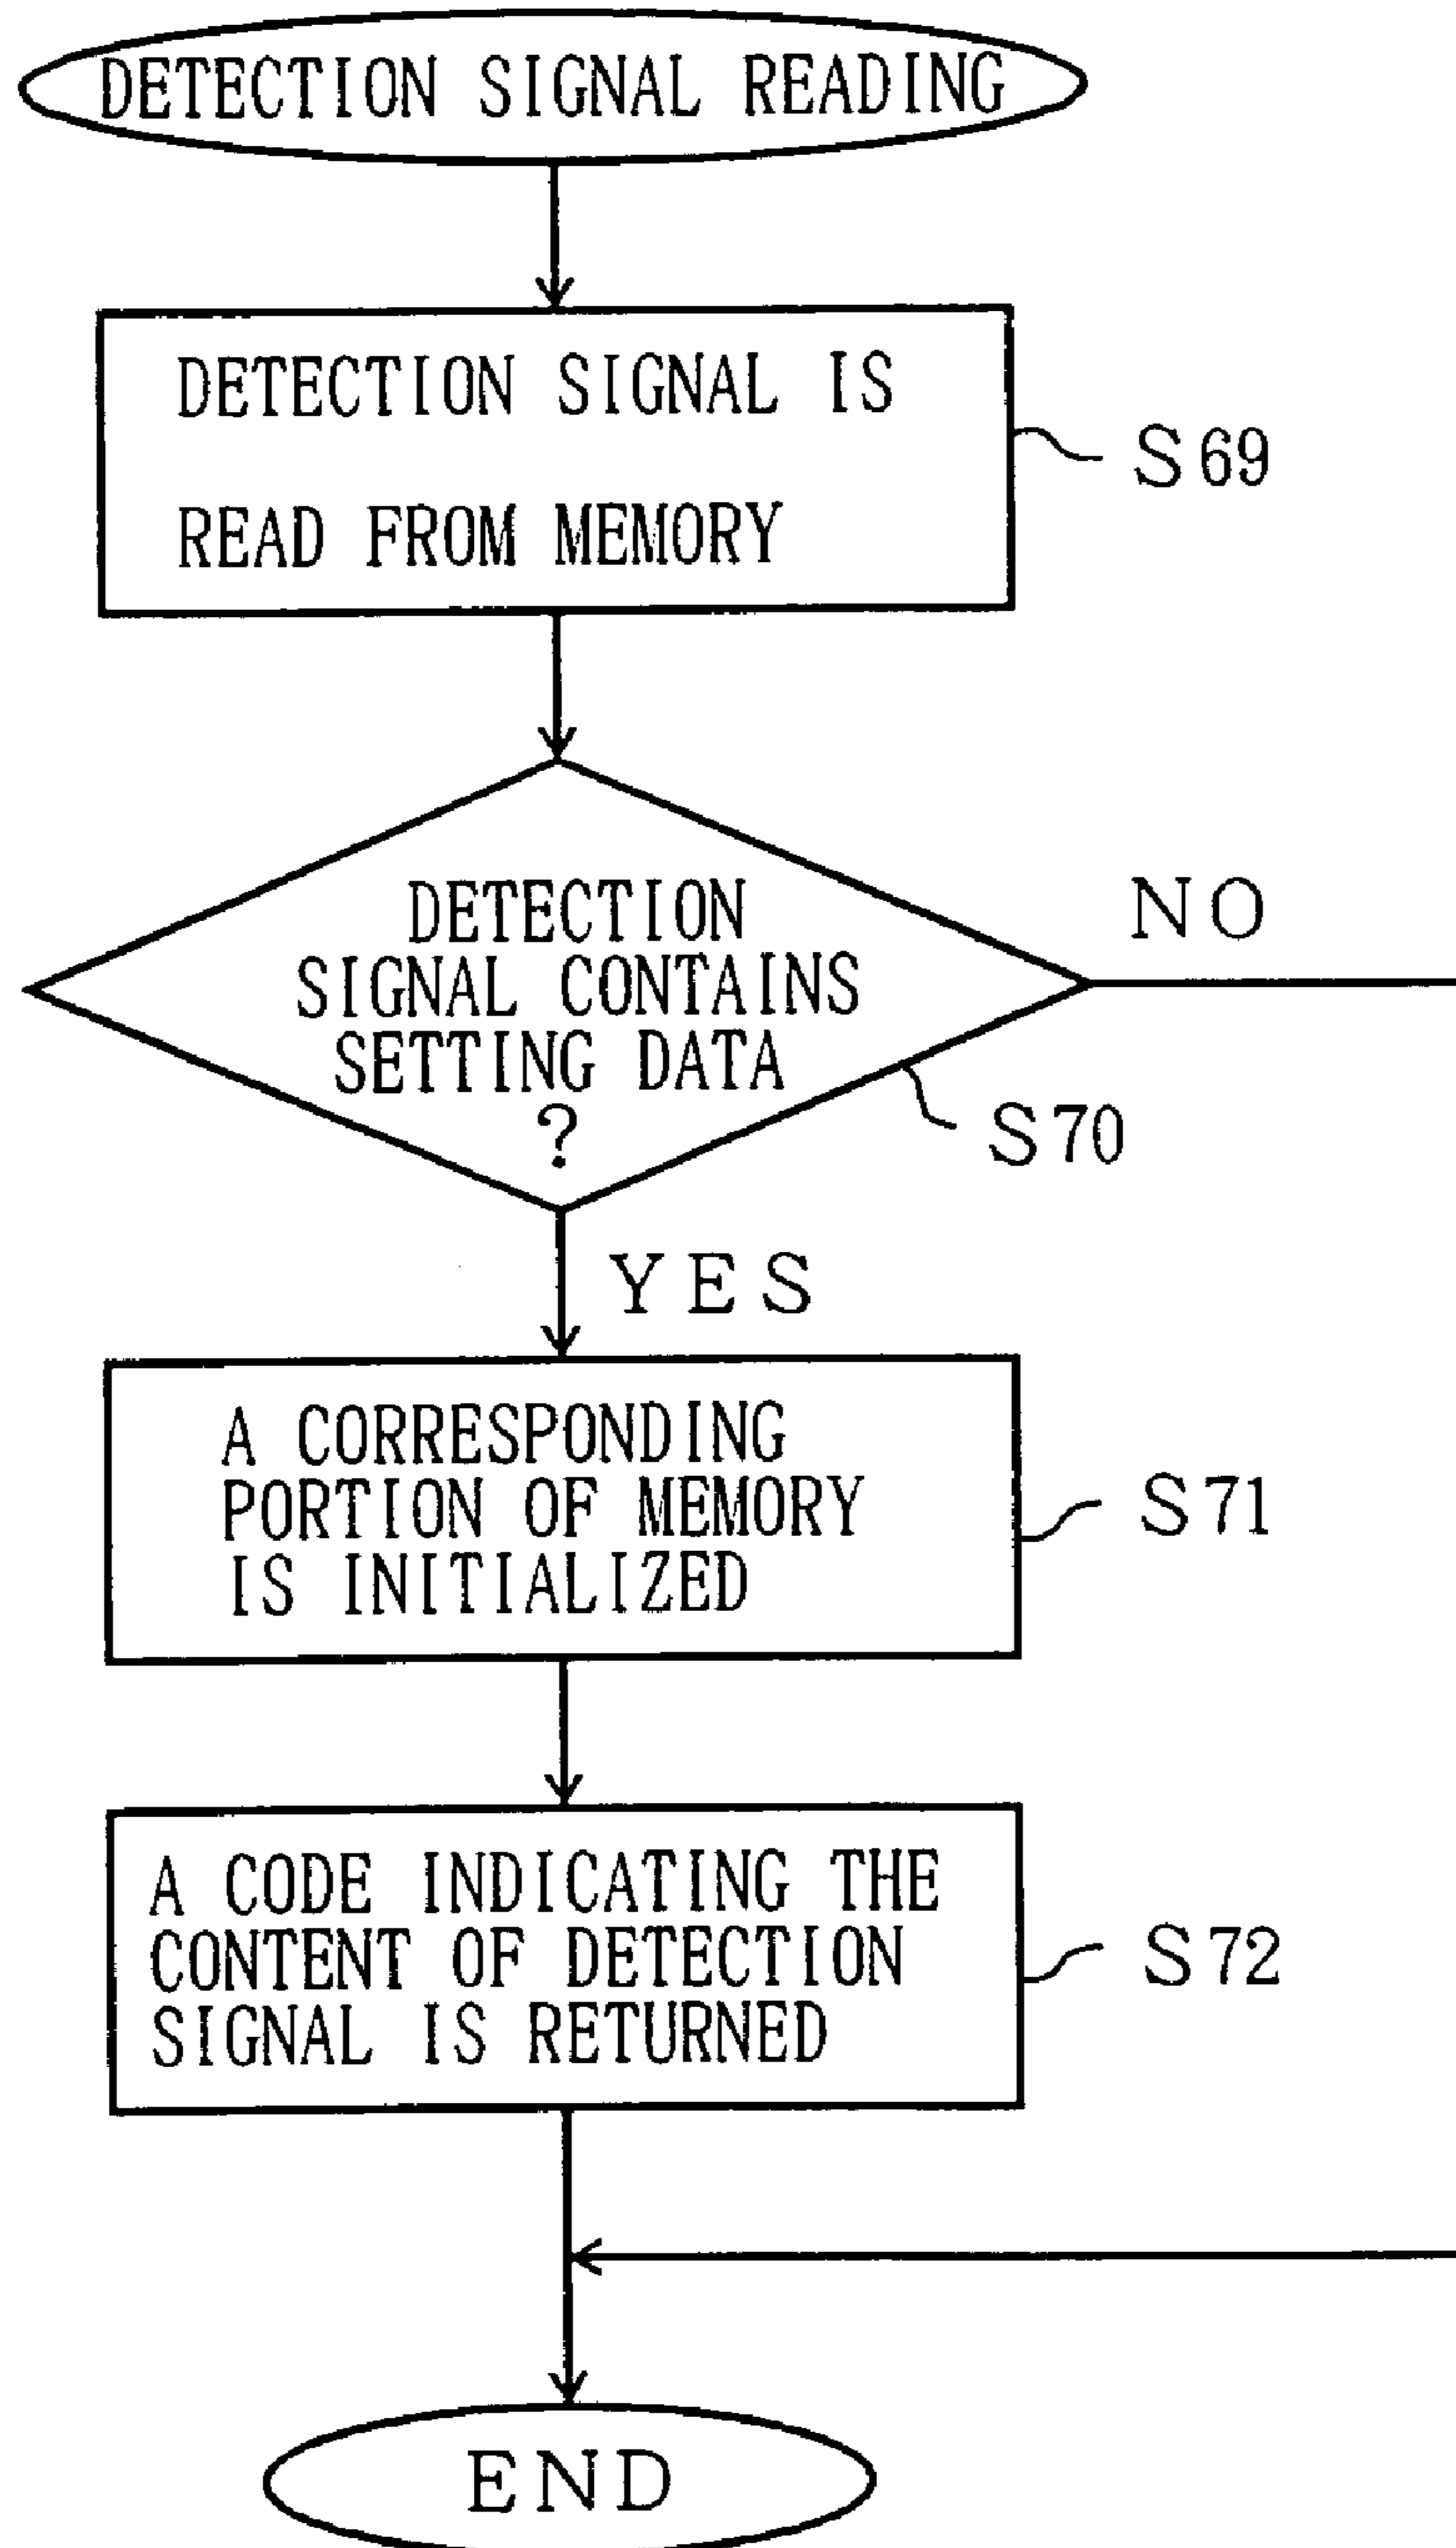 DETECTION SIGNAL READING
DETECTION SIGNAL IS
READ FROM MEMORY
S69
DETECTION
SIGNAL CONTAINS
SETTING DATA
?
NO
S70
YES
A CORRESPONDING
PORTION OF MEMORY
IS INITIALIZED
S71
A CODE INDICATING THE
CONTENT OF DETECTION
SIGNAL IS RETURNED
S72
END